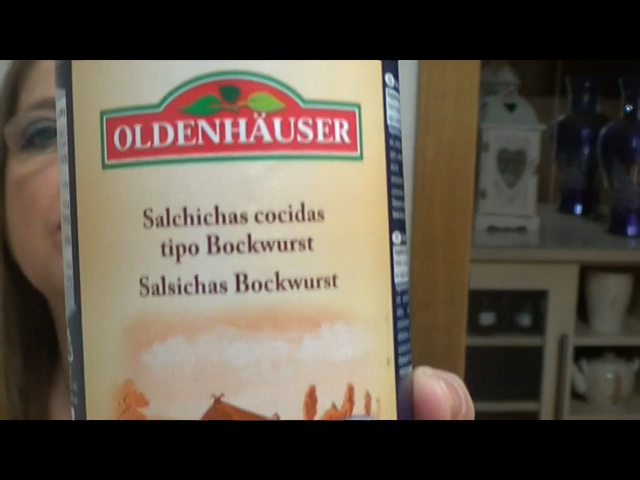 OLDENHÄUSER
Salchichas cocidas
tipo Bockwurst
Salsichas Bockwurst